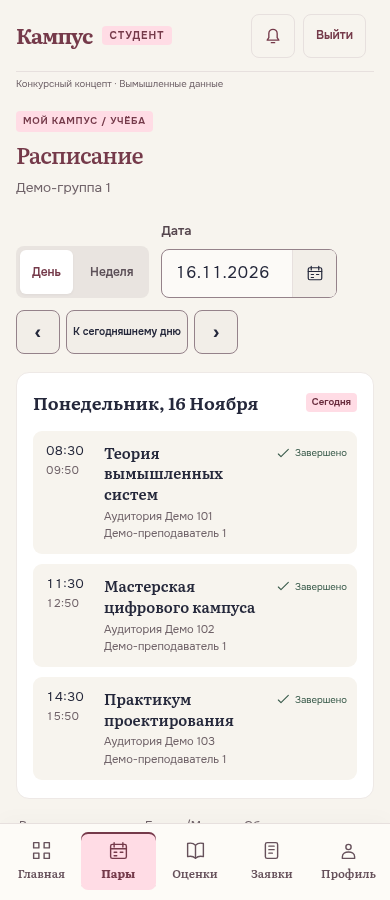 Кампус СТУДЕНТ Выйти
Конкурсный концепт · Вымышленные данные
МОЙ КАМПУС / УЧЁБА
Расписание
Демо-группа 1
Дата
День Неделя 16.11.2026
‹ К сегодняшнему дню ›
Понедельник, 16 Ноября Сегодня
08:30 Теория Завершено
09:50 вымышленных
систем
Аудитория Демо 101
Демо-преподаватель 1
11:30 Мастерская Завершено
12:50 цифрового кампуса
Аудитория Демо 102
Демо-преподаватель 1
14:30 Практикум Завершено
15:50 проектирования
Аудитория Демо 103
Демо-преподаватель 1
Главная Пары Оценки Заявки Профиль